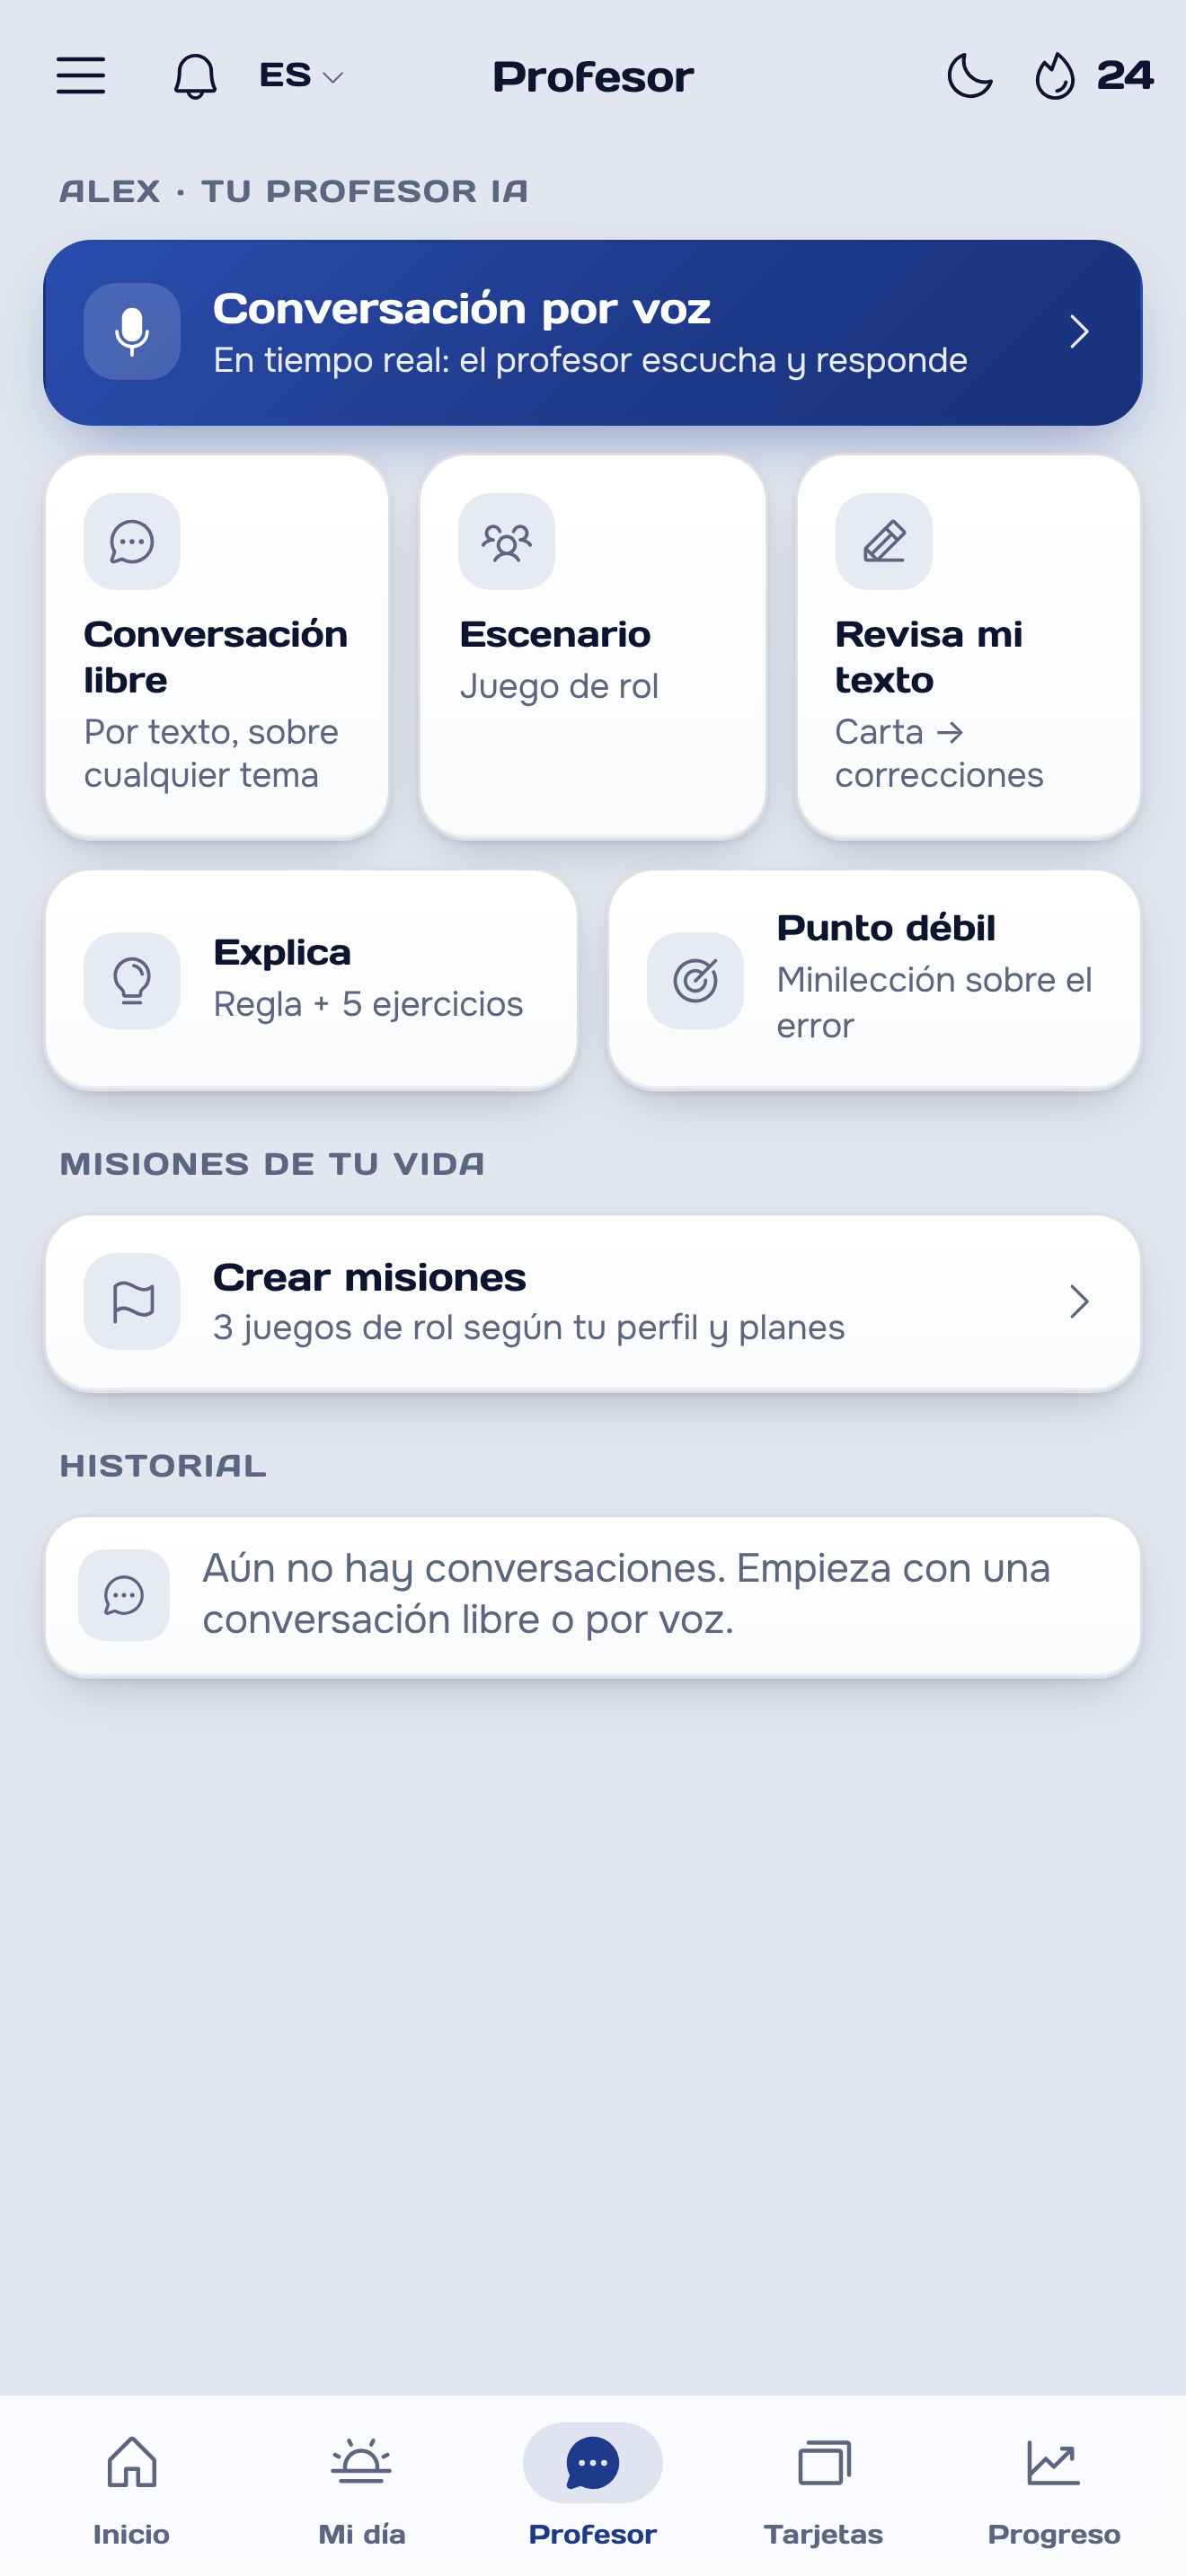 ES
Profesor
24
ALEX · TU PROFESOR IA
Conversación por voz
En tiempo real: el profesor escucha y responde
Conversación
libre
Por texto, sobre
cualquier tema
Escenario
Juego de rol
Revisa mi
texto
Carta →
correcciones
Explica
Regla + 5 ejercicios
Punto débil
Minilección sobre el
error
MISIONES DE TU VIDA
Crear misiones
3 juegos de rol según tu perfil y planes
HISTORIAL
Aún no hay conversaciones. Empieza con una
conversación libre o por voz.
Inicio
Mi día
Profesor
Tarjetas
Progreso